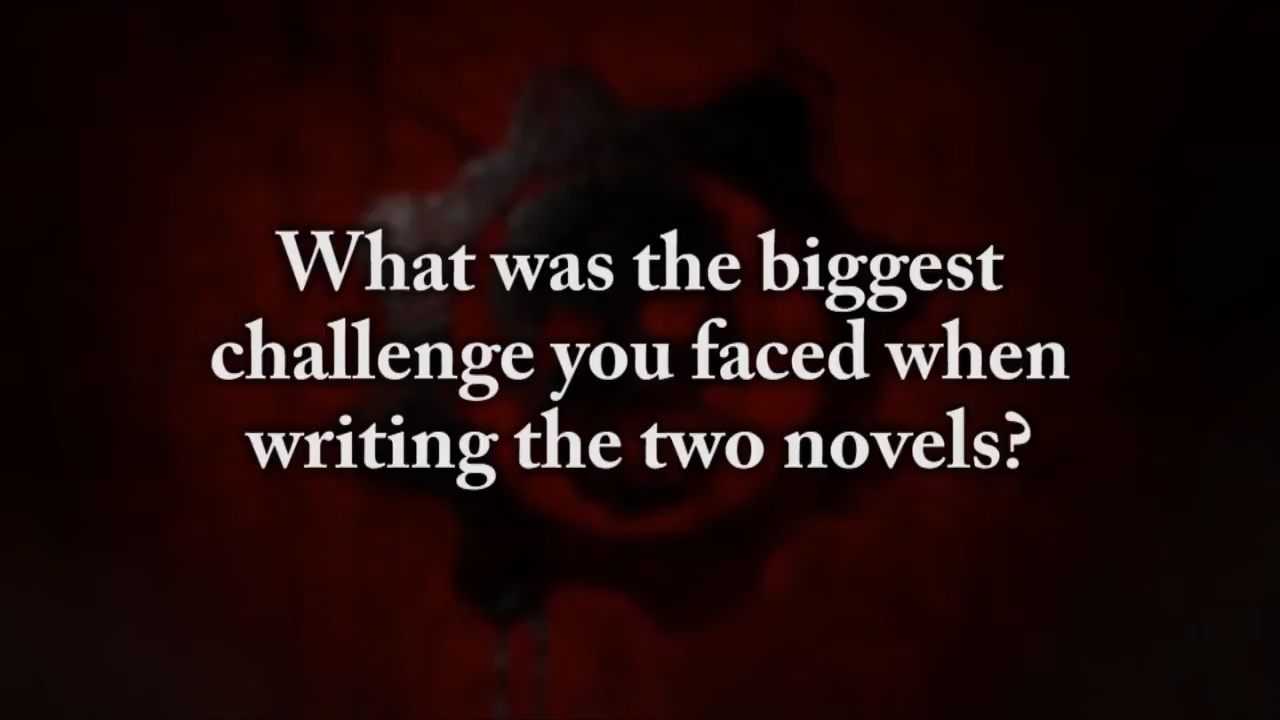 What was the biggest
challenge you faced when
writing the two novels?